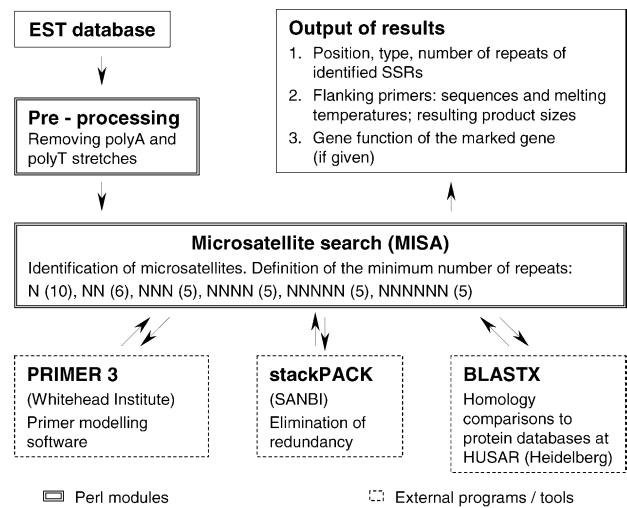 EST database
Pre - processing
Removing polyA and
polyT stretches
Output of results
1. Position, type, number of repeats of
identified SSRs
2. Flanking primers: sequences and melting
temperatures; resulting product sizes
3. Gene function of the marked gene
(if given)
Microsatellite search (MISA)
Identification of microsatellites. Definition of the minimum number of repeats:
N (10), NN (6), NNN (5), NNNN (5), NNNNN (5), NNNNNN (5)
PRIMER 3
(Whitehead Institute)
Primer modelling
software
stackPACK
(SANBI)
Elimination of
redundancy
BLASTX
Homology
comparisons to
protein databases at
HUSAR (Heidelberg)
Perl modules
External programs / tools